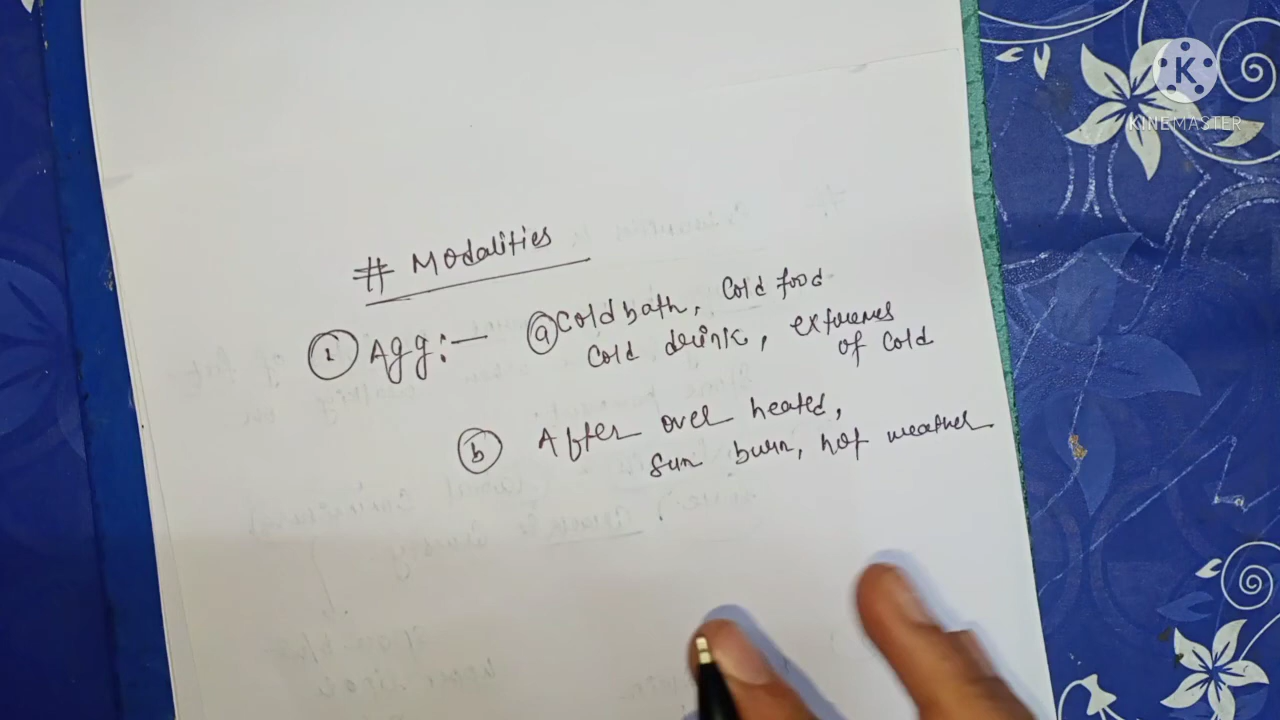 # Modalities
① Agg:— ⓐ Cold bath, Cold food
Cold drink, extremes
of cold
ⓑ After over heated,
sun burn, hot weather
K
KINEMASTER